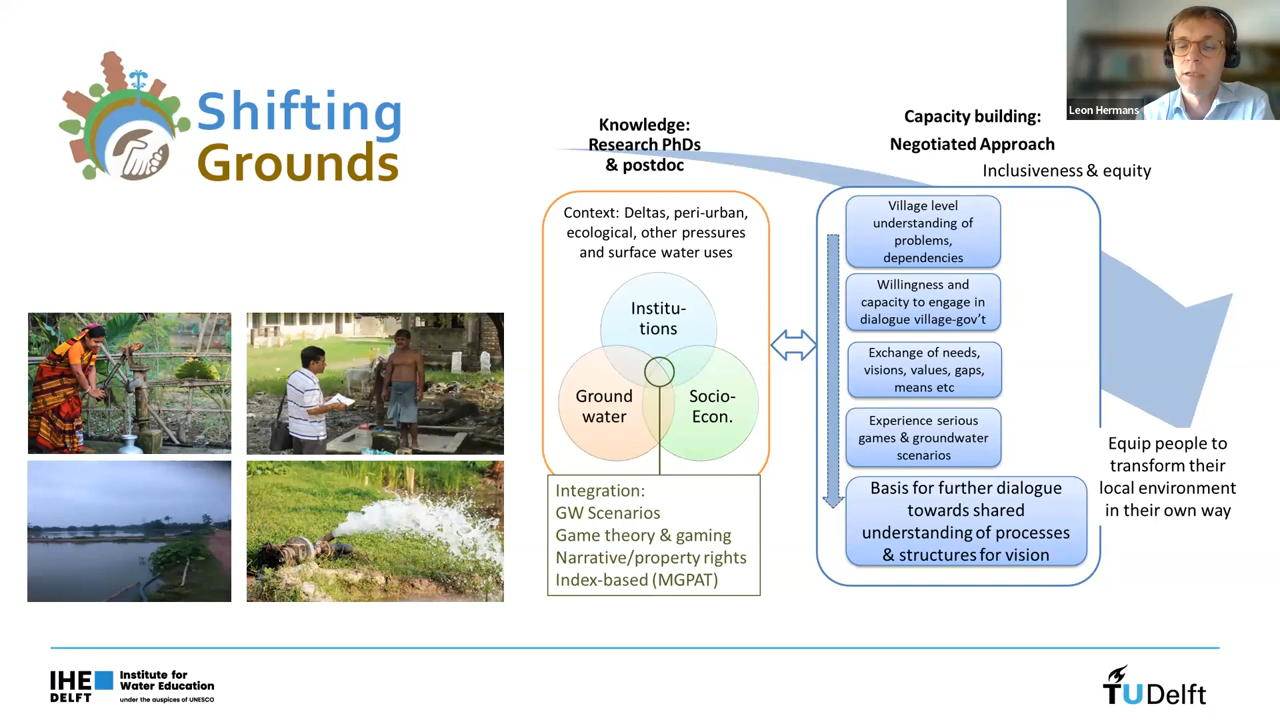 Shifting
Grounds
Leon Hermans
Knowledge:
Research PhDs
& postdoc
Capacity building:
Negotiated Approach
Inclusiveness & equity
Context: Deltas, peri-urban,
ecological, other pressures
and surface water uses
Institu-
tions
Ground
water
Socio-
Econ.
Integration:
GW Scenarios
Game theory & gaming
Narrative/property rights
Index-based (MGPAT)
Village level
understanding of
problems,
dependencies
Willingness and
capacity to engage in
dialogue village-gov’t
Exchange of needs,
visions, values, gaps,
means etc
Experience serious
games & groundwater
scenarios
Basis for further dialogue
towards shared
understanding of processes
& structures for vision
Equip people to
transform their
local environment
in their own way
IHE
DELFT
Institute for
Water Education
under the auspices of UNESCO
TUDelft